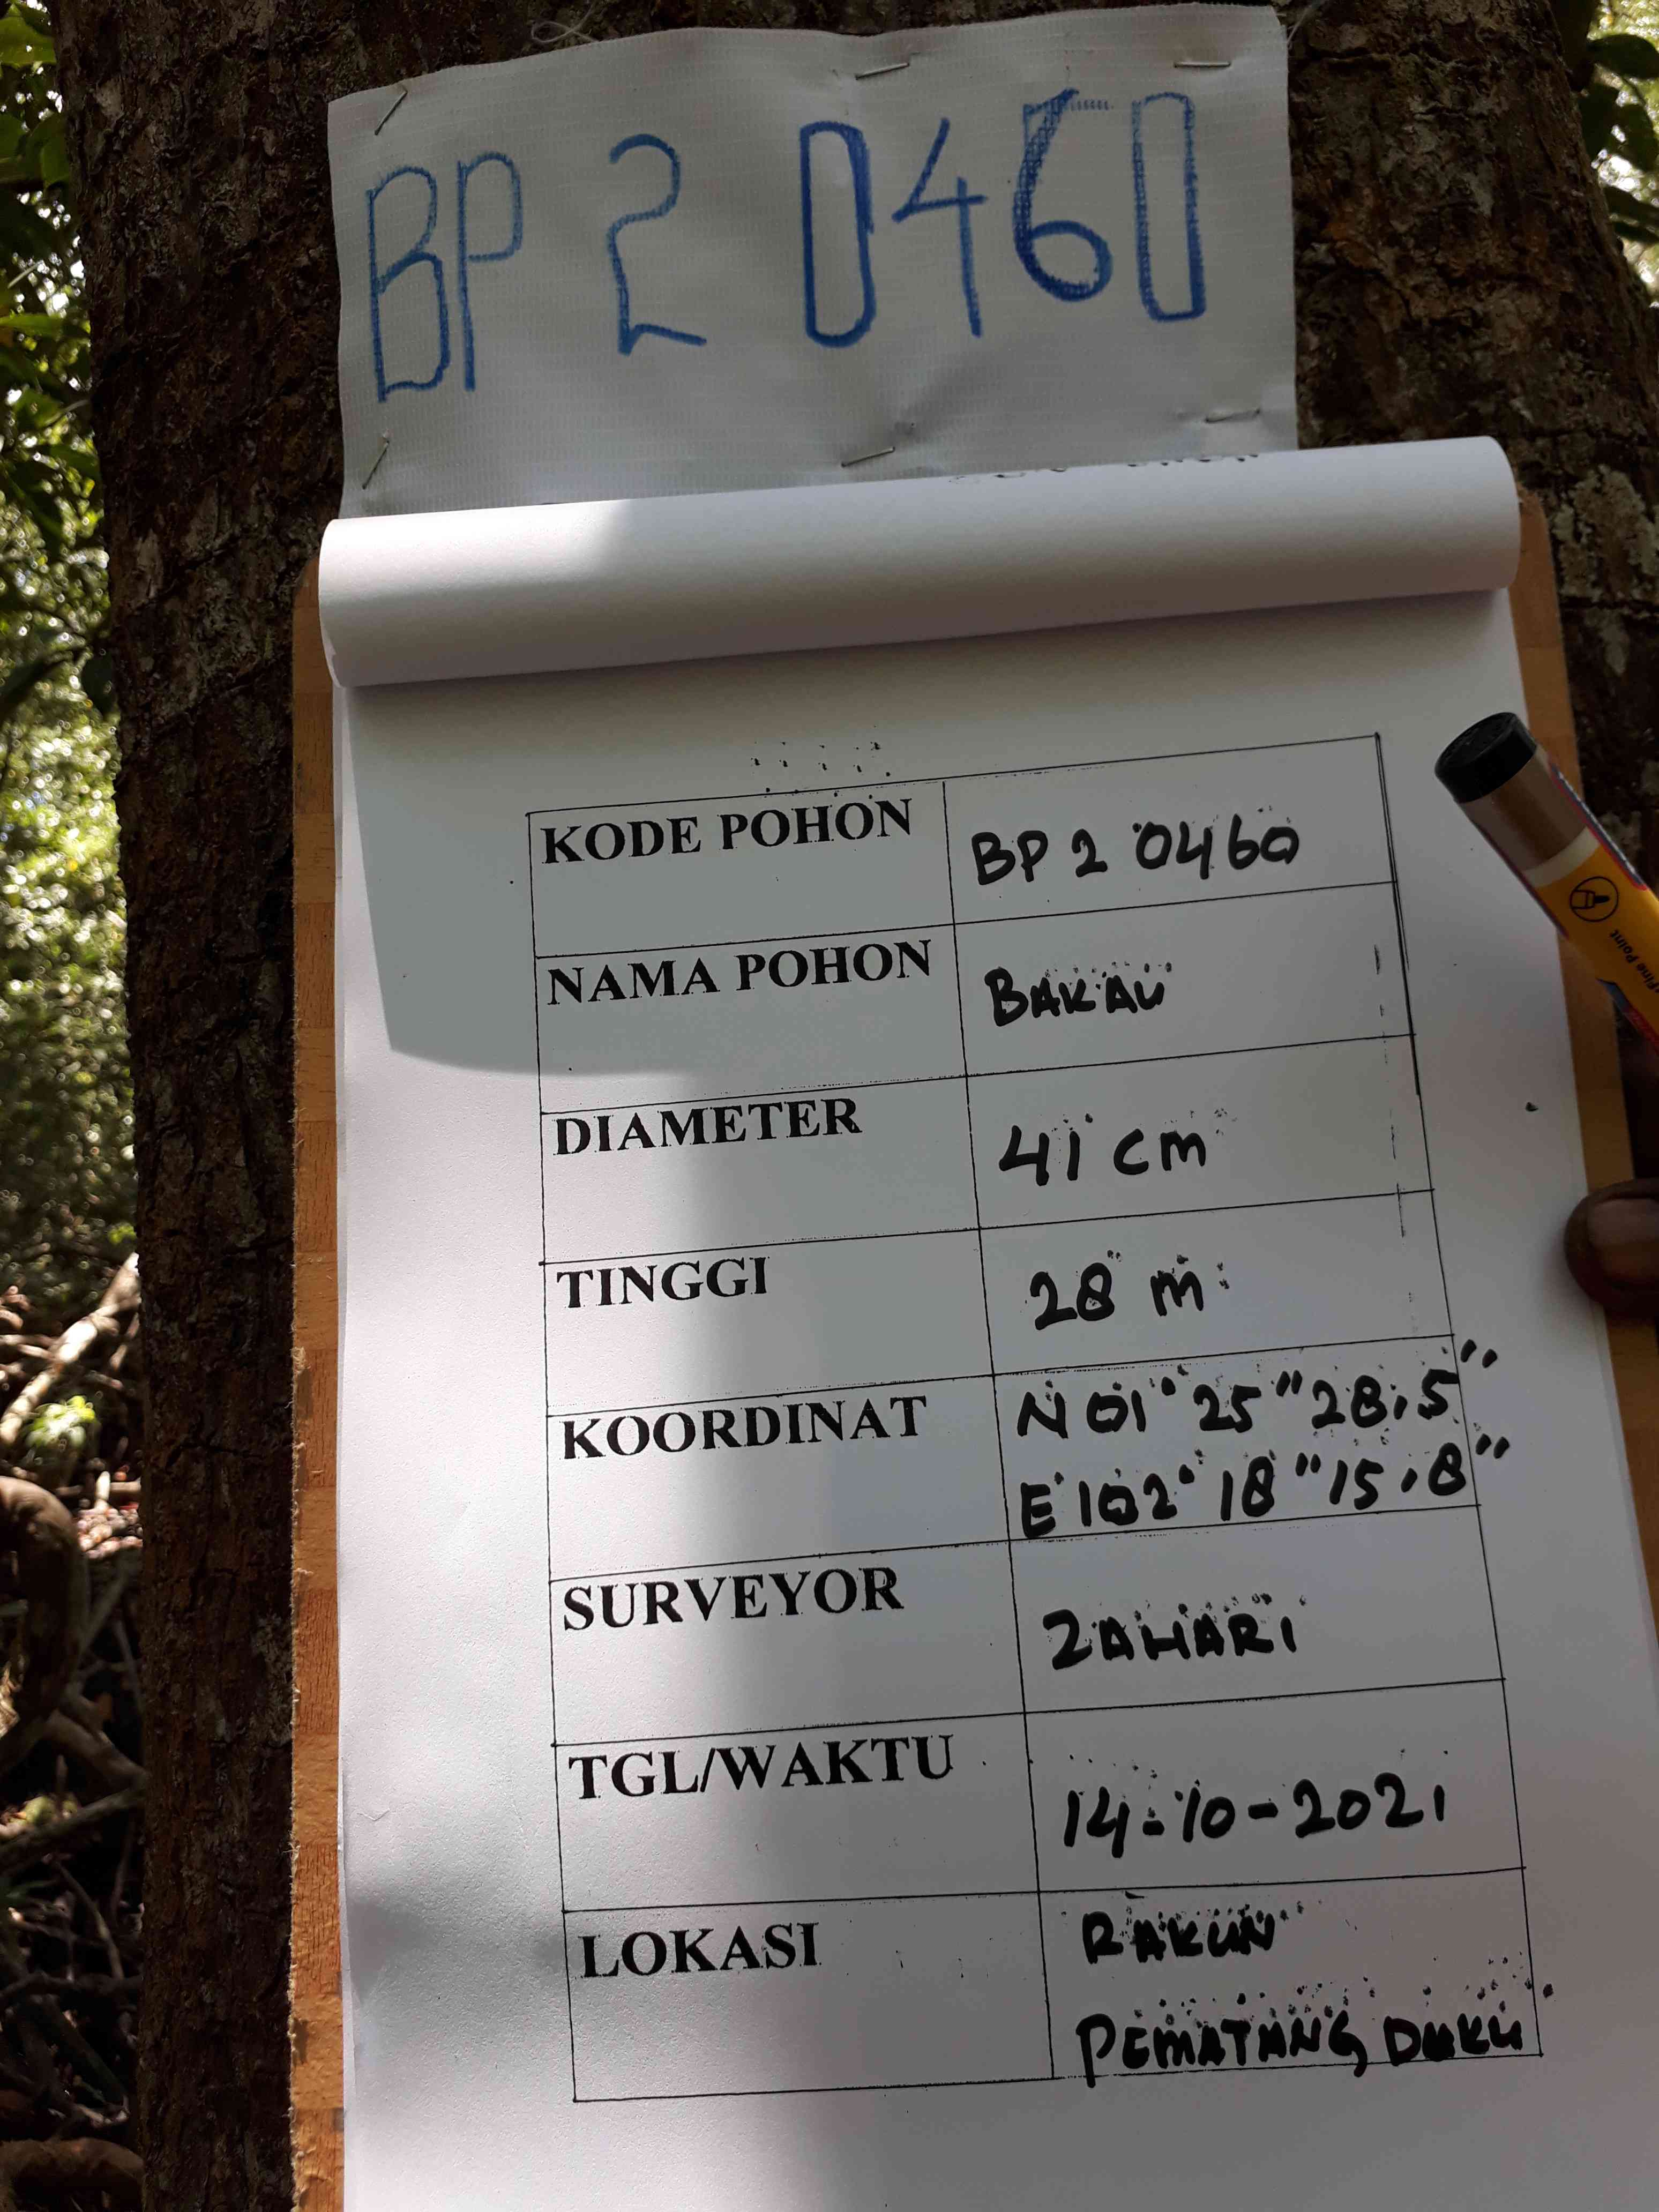 BP 2 0460
KODE POHON BP 2 0460
NAMA POHON BAKAU
DIAMETER 41 cm
TINGGI 28 m
KOORDINAT N 01° 25" 28,5"
E 102° 18" 15,8"
SURVEYOR ZAHARI
TGL/WAKTU 14-10-2021
LOKASI RAKUN
PEMATANG DUKU
Fine Point